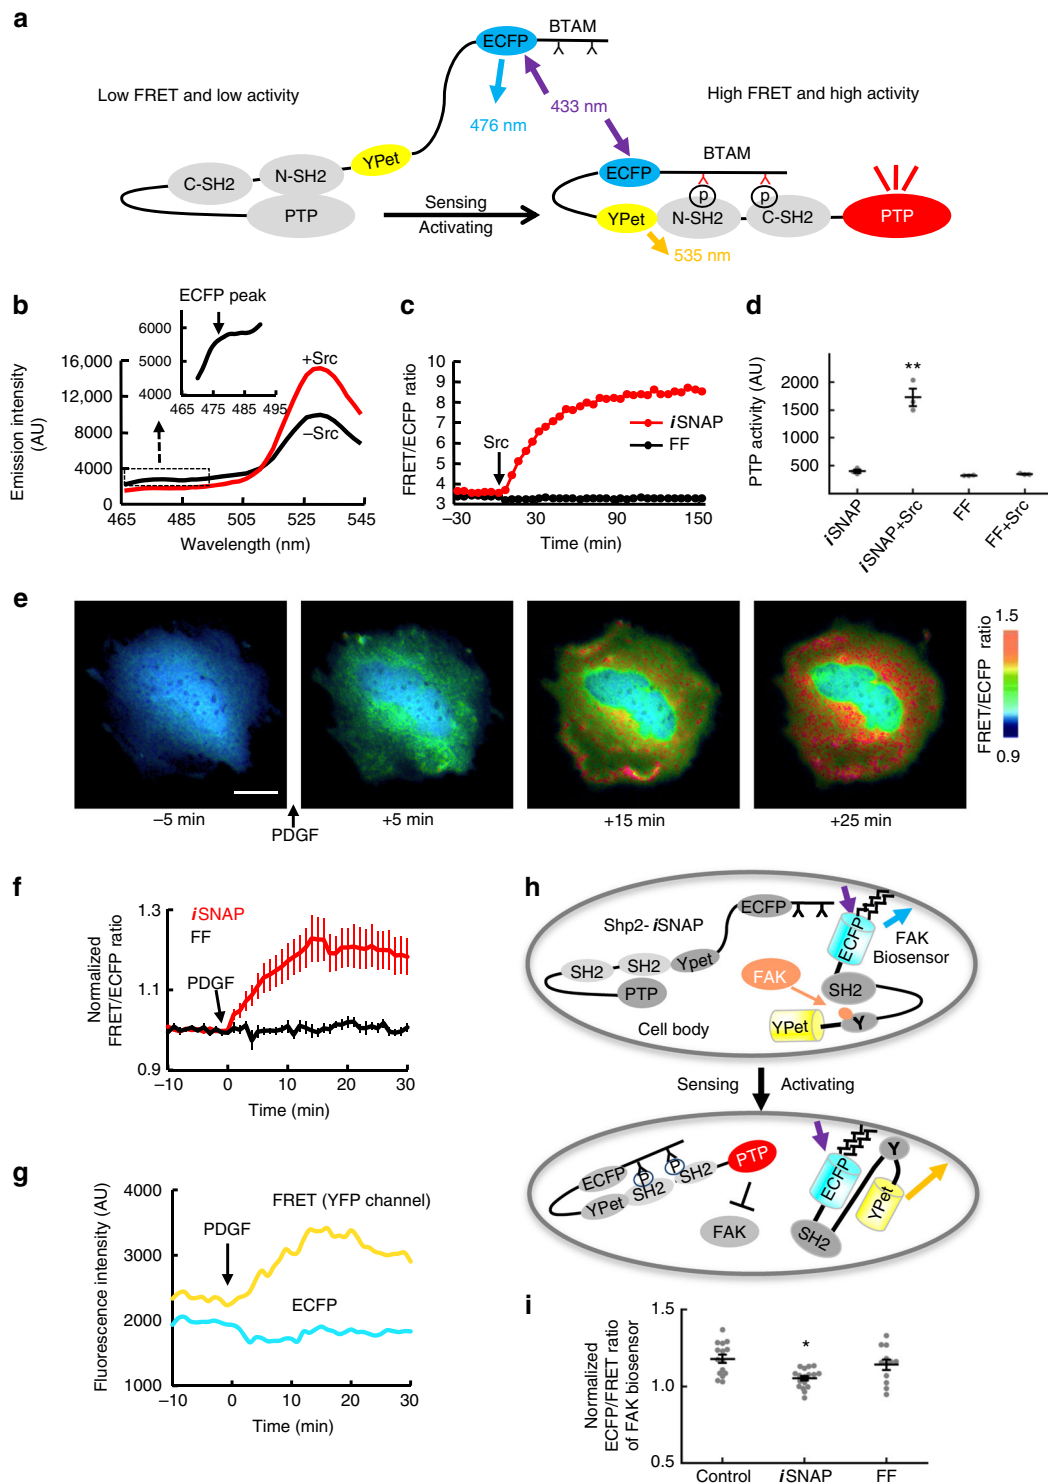 a
ECFP
BTAM
Low FRET and low activity
High FRET and high activity
476 nm
433 nm
YPet
C-SH2
N-SH2
PTP
Sensing
Activating
ECFP
BTAM
p
p
YPet
N-SH2
C-SH2
PTP
535 nm
b
ECFP peak
6000
5000
4000
465
475
485
495
16,000
12,000
8000
4000
0
+Src
–Src
Emission intensity
(AU)
465
485
505
525
545
Wavelength (nm)
c
10
9
8
7
6
5
4
3
FRET/ECFP ratio
Src
iSNAP
FF
–30
30
90
150
Time (min)
d
PTP activity (AU)
2000
1500
1000
500
**
iSNAP
iSNAP+Src
FF
FF+Src
e
–5 min
PDGF
+5 min
+15 min
+25 min
1.5
0.9
FRET/ECFP
ratio
f
iSNAP
FF
PDGF
1.3
1.1
0.9
Normalized
FRET/ECFP ratio
–10
0
10
20
30
Time (min)
g
FRET (YFP channel)
PDGF
ECFP
Fluorescence intensity (AU)
3000
2000
1000
–10
0
10
20
30
Time (min)
h
Shp2-iSNAP
ECFP
SH2
SH2
Ypet
PTP
ECFP
FAK
Biosensor
FAK
SH2
YPet
Y
Cell body
Sensing
Activating
ECFP
P
P
YPet
SH2
SH2
PTP
FAK
ECFP
Y
YPet
SH2
i
1.5
1.0
0.5
Normalized
ECFP/FRET ratio
of FAK biosensor
*
Control
iSNAP
FF